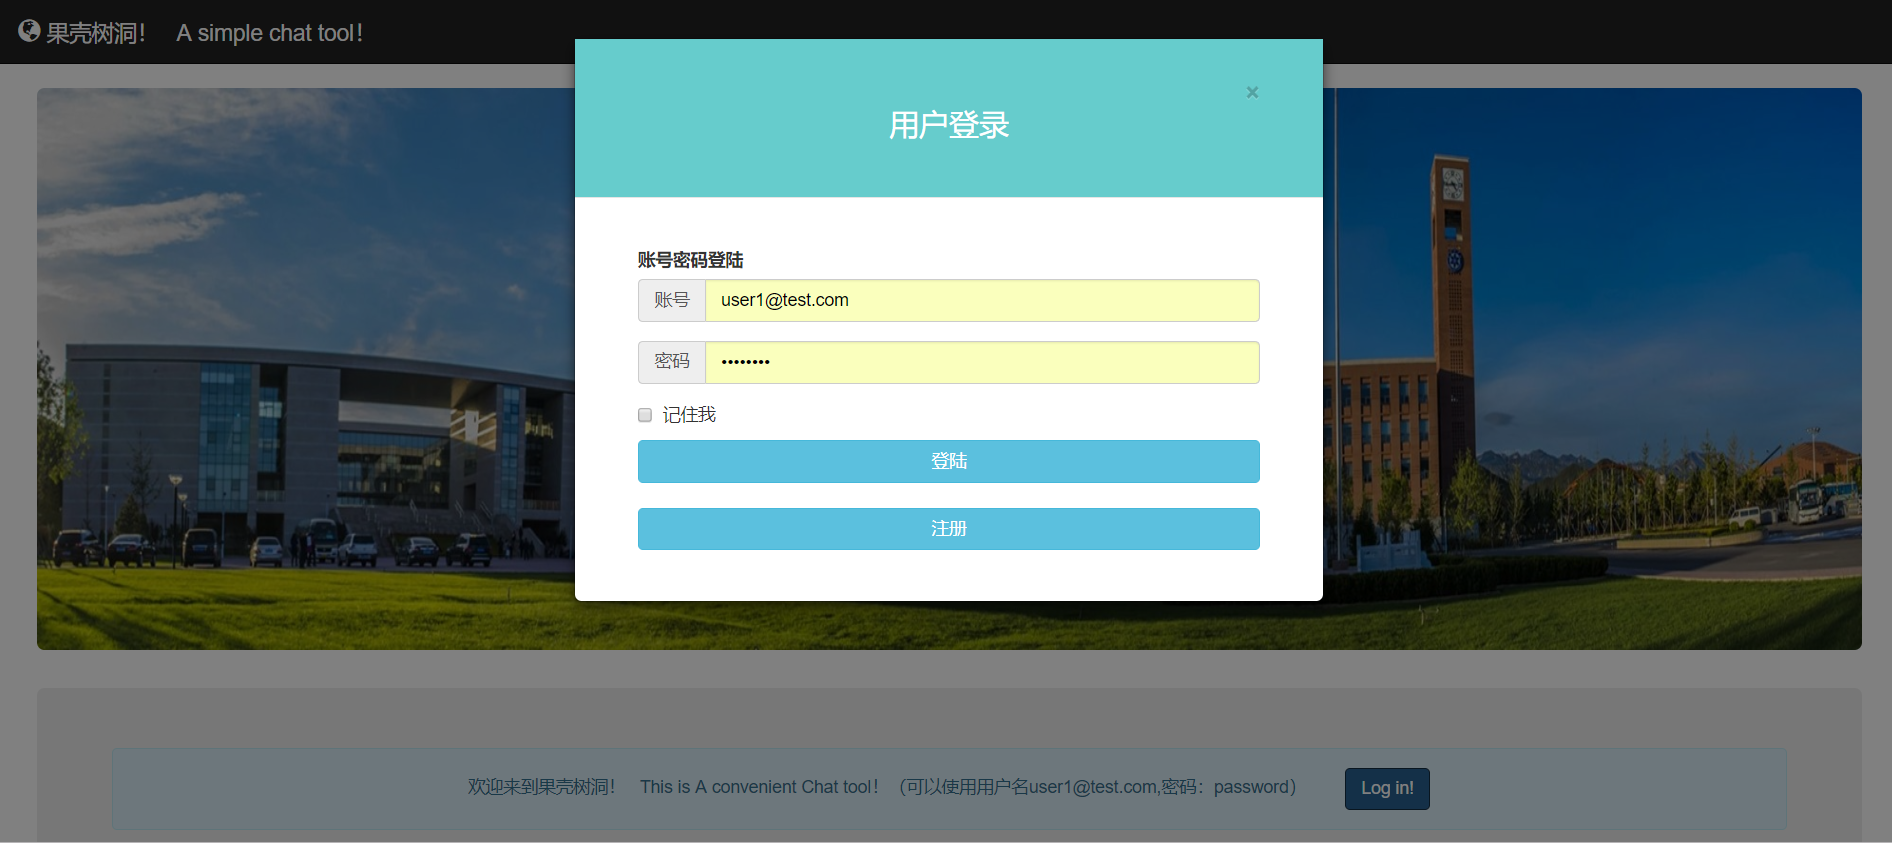 果壳树洞！ A simple chat tool！
×
用户登录
账号密码登陆
账号 user1@test.com
密码 ••••••••
记住我
登陆
注册
欢迎来到果壳树洞！ This is A convenient Chat tool！（可以使用用户名user1@test.com,密码：password） Log in!